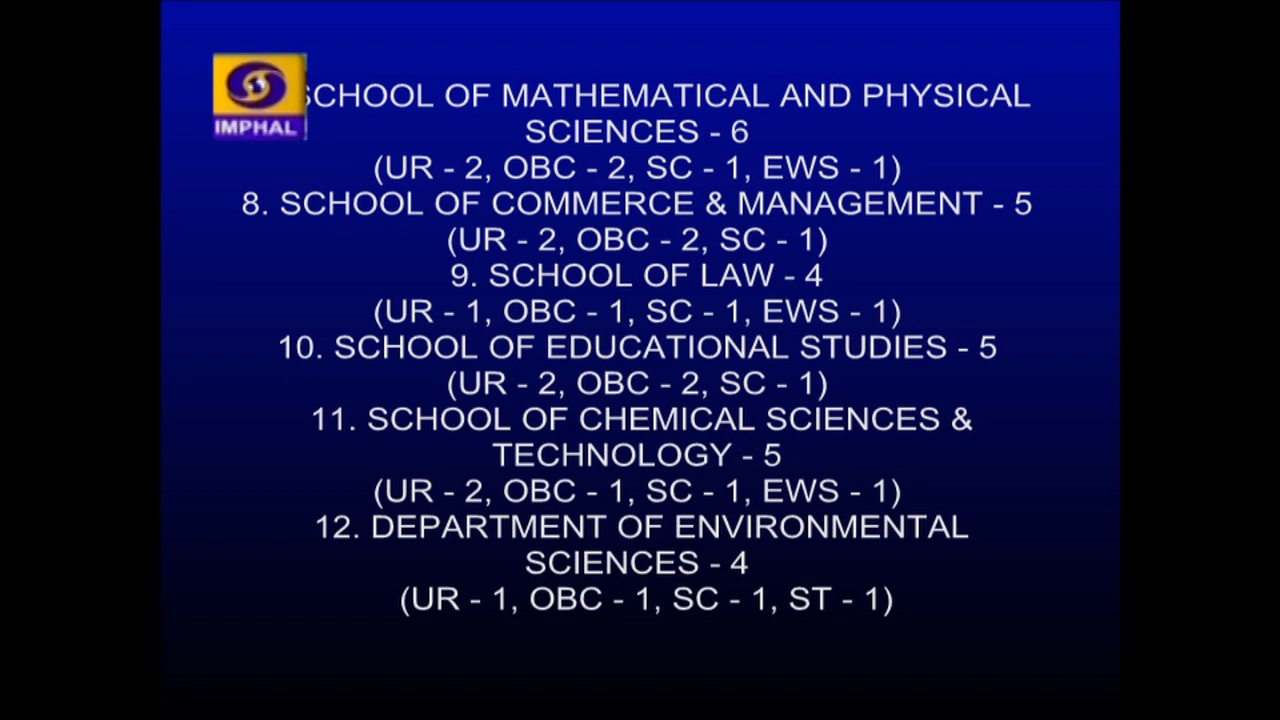 IMPHAL
SCHOOL OF MATHEMATICAL AND PHYSICAL
SCIENCES - 6
(UR - 2, OBC - 2, SC - 1, EWS - 1)
8. SCHOOL OF COMMERCE & MANAGEMENT - 5
(UR - 2, OBC - 2, SC - 1)
9. SCHOOL OF LAW - 4
(UR - 1, OBC - 1, SC - 1, EWS - 1)
10. SCHOOL OF EDUCATIONAL STUDIES - 5
(UR - 2, OBC - 2, SC - 1)
11. SCHOOL OF CHEMICAL SCIENCES &
TECHNOLOGY - 5
(UR - 2, OBC - 1, SC - 1, EWS - 1)
12. DEPARTMENT OF ENVIRONMENTAL
SCIENCES - 4
(UR - 1, OBC - 1, SC - 1, ST - 1)